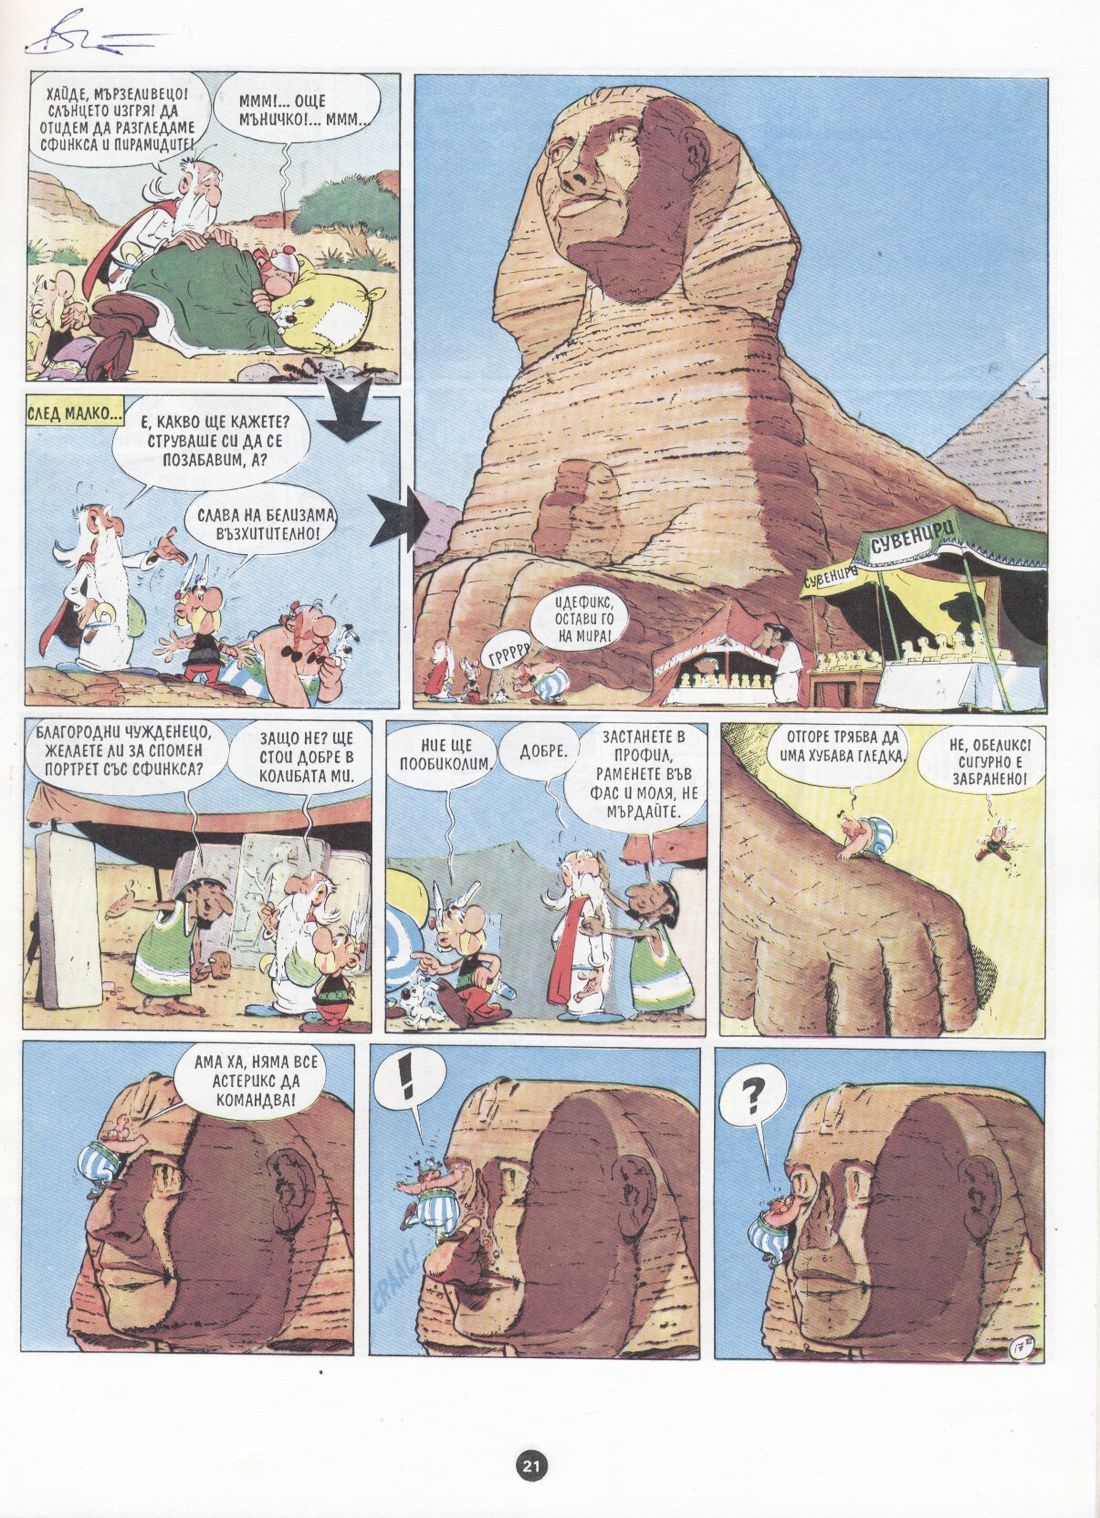 ХАЙДЕ, МЪРЗЕЛИВЕЦО!
СЛЪНЦЕТО ИЗГРЯ! ДА
ОТИДЕМ ДА РАЗГЛЕДАМЕ
СФИНКСА И ПИРАМИДИТЕ!
МММ!... ОЩЕ
МЪНИЧКО!... МММ...
СЛЕД МАЛКО...
Е, КАКВО ЩЕ КАЖЕТЕ?
СТРУВАШЕ СИ ДА СЕ
ПОЗАБАВИМ, А?
СЛАВА НА БЕЛИЗАМА,
ВЪЗХИТИТЕЛНО!
ГРРРРР
ИДЕФИКС,
ОСТАВИ ГО
НА МИРА!
СУВЕНИРИ
СУВЕНИРИ
БЛАГОРОДНИ ЧУЖДЕНЕЦО,
ЖЕЛАЕТЕ ЛИ ЗА СПОМЕН
ПОРТРЕТ СЪС СФИНКСА?
ЗАЩО НЕ? ЩЕ
СТОИ ДОБРЕ В
КОЛИБАТА МИ.
НИЕ ЩЕ
ПООБИКОЛИМ.
ДОБРЕ.
ЗАСТАНЕТЕ В
ПРОФИЛ,
РАМЕНЕТЕ ВЪВ
ФАС И МОЛЯ, НЕ
МЪРДАЙТЕ.
ОТГОРЕ ТРЯБВА ДА
ИМА ХУБАВА ГЛЕДКА.
НЕ, ОБЕЛИКС!
СИГУРНО Е
ЗАБРАНЕНО!
АМА ХА, НЯМА ВСЕ
АСТЕРИКС ДА
КОМАНДВА!
!
CRAAC!
?
21